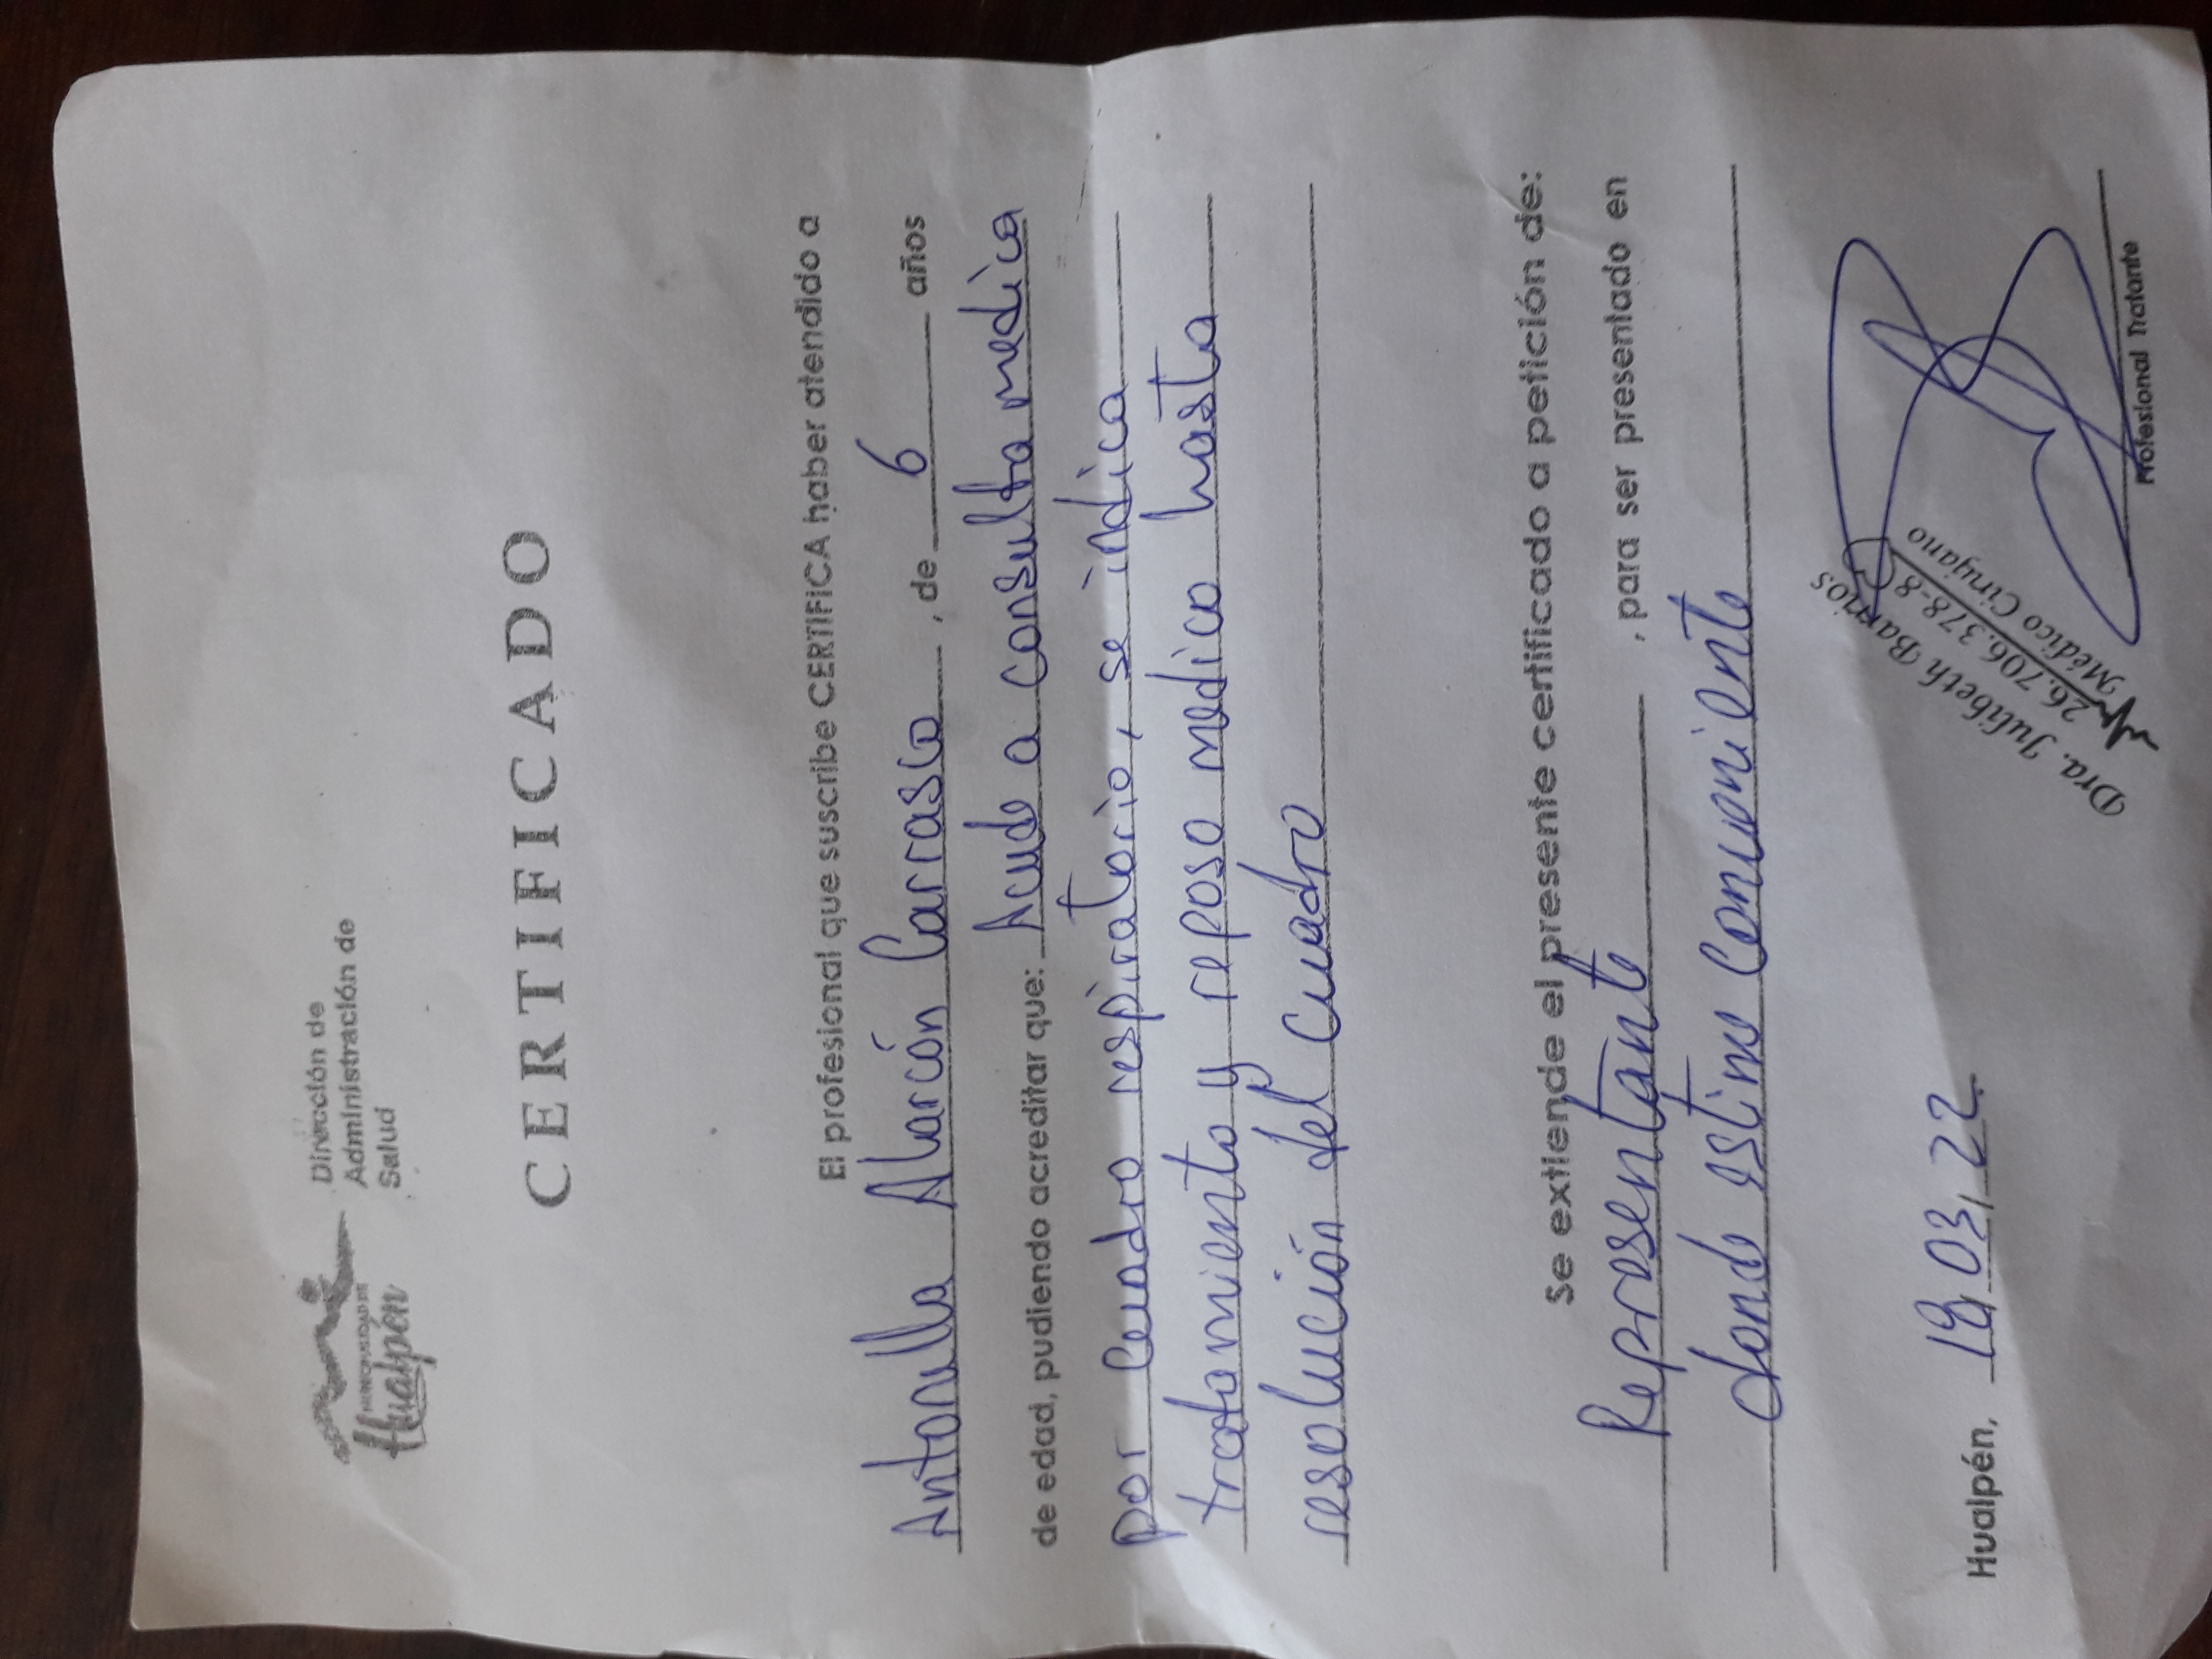 Dirección de
Administración de
Salud
MUNICIPALIDAD DE
Hualpén
CERTIFICADO
El profesional que suscribe CERTIFICA haber atendido a
Antonella Alarcón Carrasco, de 6 años
de edad, pudiendo acreditar que: Acude a consulta medica
por Cuadro respiratorio, se indica
tratamiento y reposo medico hasta
resolución del Cuadro
Se extiende el presente certificado a petición de:
Representante, para ser presentado en
donde estime Conveniente
Hualpén, 18, 03, 22.
Dra. Julibeth Barrios
26.706.378-8
Médico Cirujano
Profesional Tratante